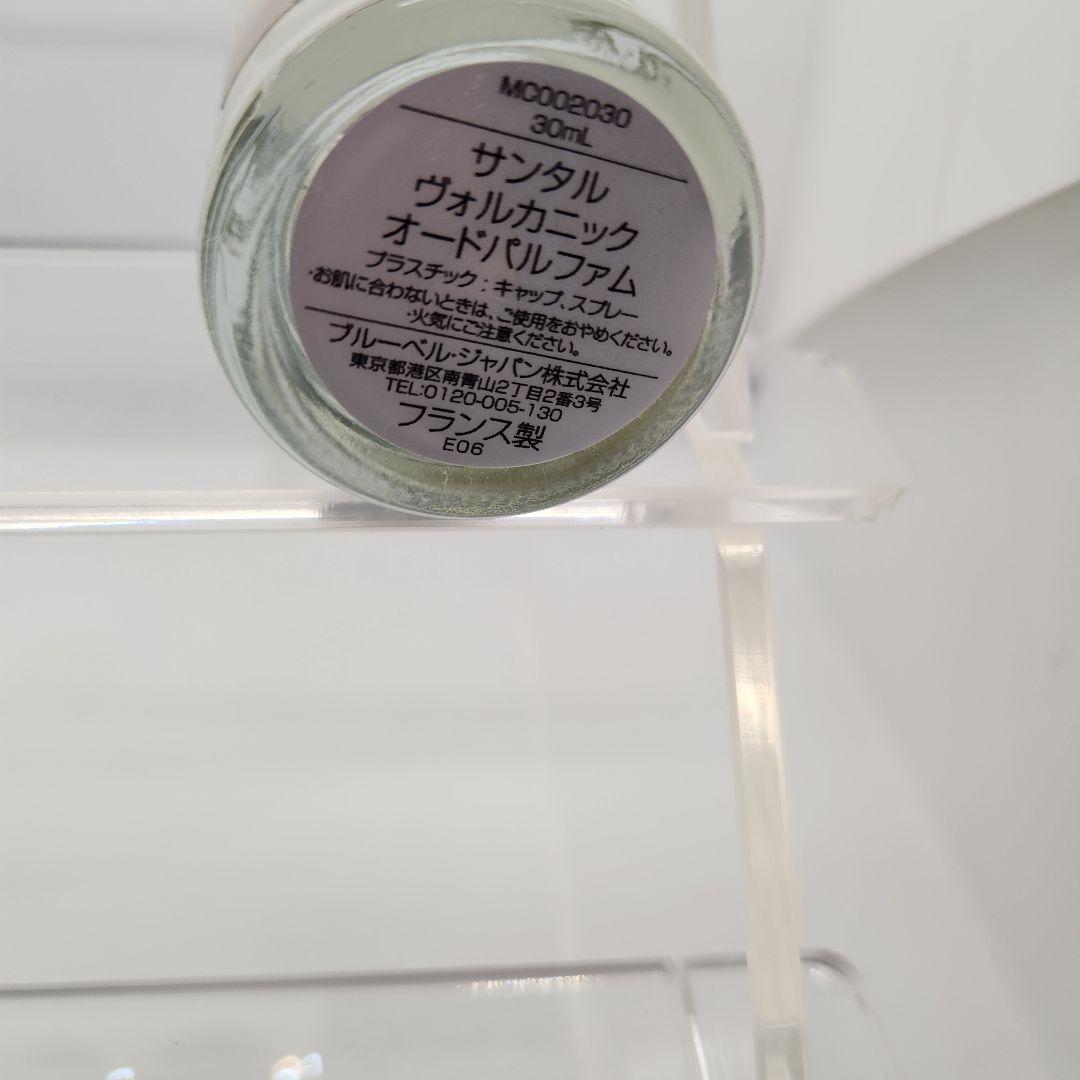 MC002030
30mL
サンタル
ヴォルカニック
オードパルファム
プラスチック：キャップ、スプレー
・お肌に合わないときは、ご使用をおやめください。
・火気にご注意ください。
ブルーベル・ジャパン株式会社
東京都港区南青山2丁目2番3号
TEL:0120-005-130
フランス製
E06